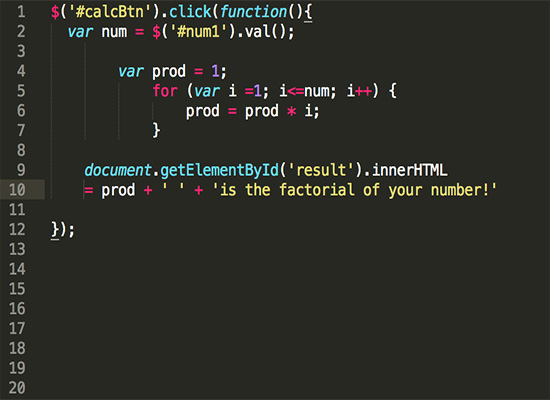 1 $('#calcBtn').click(function(){
2 var num = $('#num1').val();
3
4 var prod = 1;
5 for (var i =1; i<=num; i++) {
6 prod = prod * i;
7 }
8
9 document.getElementById('result').innerHTML
10 = prod + ' ' + 'is the factorial of your number!'
11
12 });
13
14
15
16
17
18
19
20